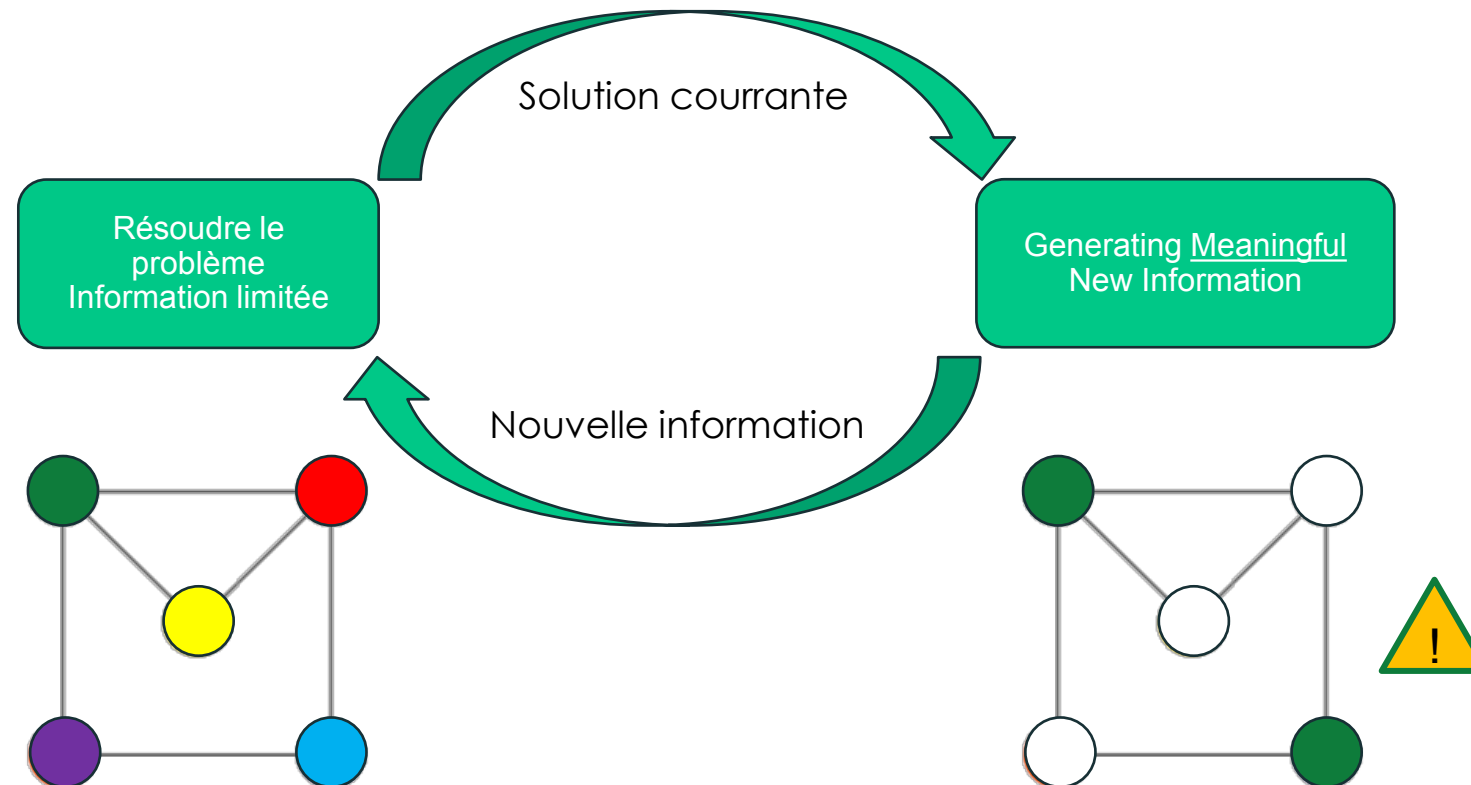 Solution courrante
Résoudre le
problème
Information limitée
Generating Meaningful
New Information
Nouvelle information
!